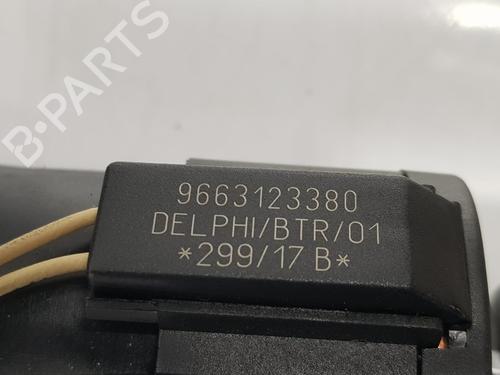 B-PARTS
9663123380
DELPHI/BTR/01
*299/17 B*